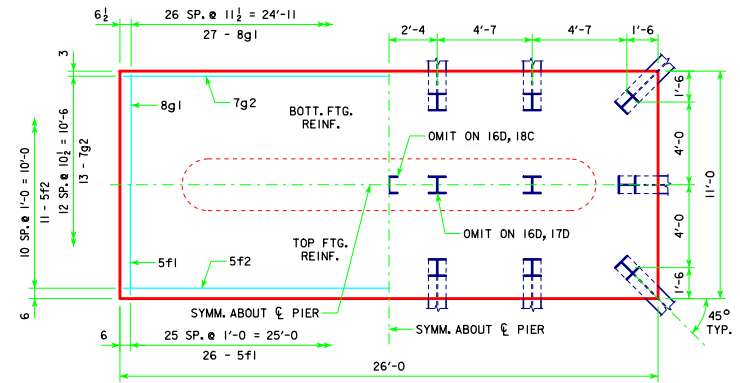 6½ 26 SP. @ 11½ = 24'-11
27 - 8g1
2'-4 4'-7 4'-7 1'-6
3
8g1
7g2
BOTT. FTG.
REINF.
OMIT ON 16D, 18C
1'-6
4'-0
11'-0
4'-0
1'-6
10 SP. @ 1'-0 = 10'-0
11 - 5f2
12 SP. @ 10½ = 10'-6
13 - 7g2
OMIT ON 16D, 17D
TOP FTG.
REINF.
5f1
5f2
6
SYMM. ABOUT ℄ PIER
SYMM. ABOUT ℄ PIER
45°
TYP.
6 25 SP. @ 1'-0 = 25'-0
26 - 5f1
26'-0